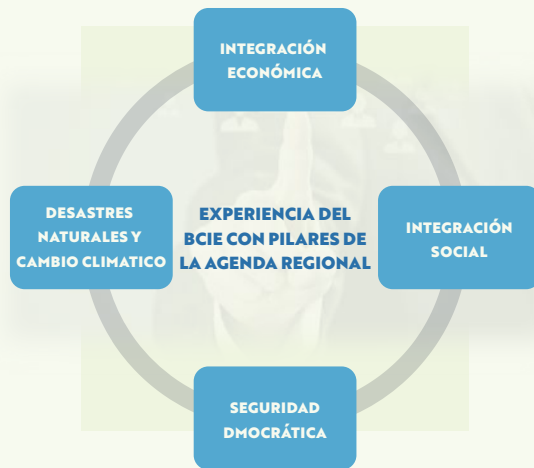 INTEGRACIÓN
ECONÓMICA
DESASTRES
NATURALES Y
CAMBIO CLIMATICO
EXPERIENCIA DEL
BCIE CON PILARES DE
LA AGENDA REGIONAL
INTEGRACIÓN
SOCIAL
SEGURIDAD
DMOCRÁTICA